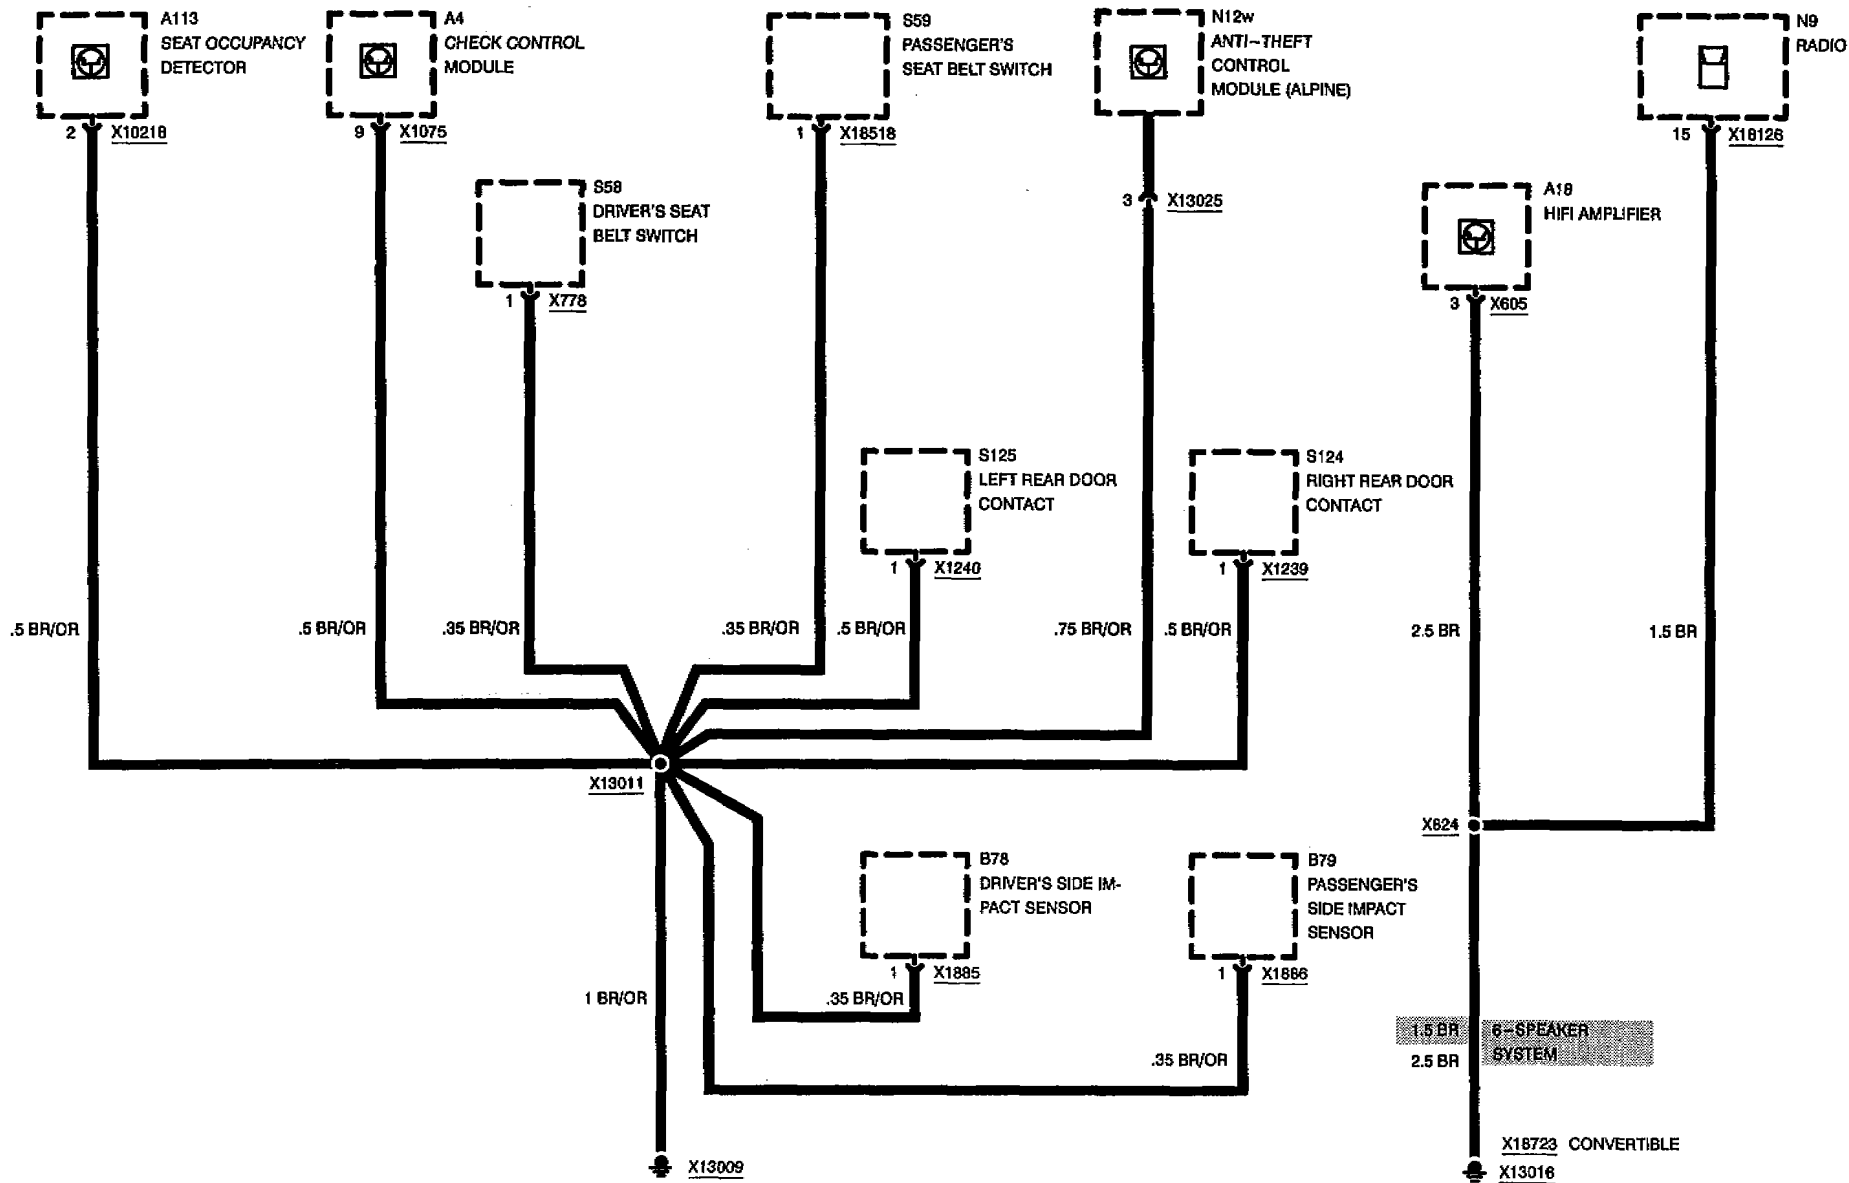 A113
SEAT OCCUPANCY
DETECTOR
2 X10218
A4
CHECK CONTROL
MODULE
9 X1075
S59
PASSENGER'S
SEAT BELT SWITCH
1 X18518
N12w
ANTI-THEFT
CONTROL
MODULE (ALPINE)
3 X13025
N9
RADIO
15 X18126
S58
DRIVER'S SEAT
BELT SWITCH
1 X778
A18
HIFI AMPLIFIER
3 X605
S125
LEFT REAR DOOR
CONTACT
1 X1240
S124
RIGHT REAR DOOR
CONTACT
1 X1239
.5 BR/OR
.5 BR/OR
.35 BR/OR
.35 BR/OR
.5 BR/OR
.75 BR/OR
.5 BR/OR
2.5 BR
1.5 BR
X13011
X824
B78
DRIVER'S SIDE IM-
PACT SENSOR
1 X1885
B79
PASSENGER'S
SIDE IMPACT
SENSOR
1 X1886
1 BR/OR
.35 BR/OR
.35 BR/OR
1.5 BR 6-SPEAKER
SYSTEM
2.5 BR
X13009
X18723 CONVERTIBLE
X13016